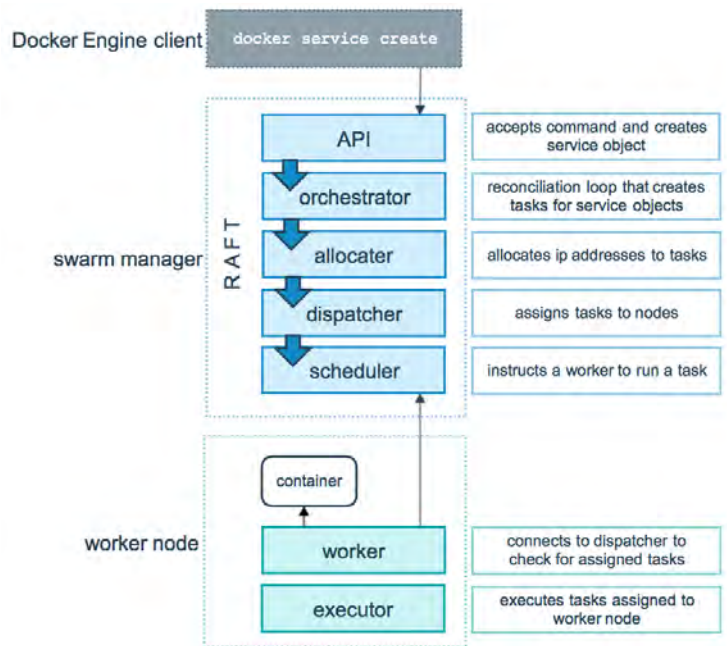 Docker Engine client
docker service create
API
accepts command and creates
service object
orchestrator
reconciliation loop that creates
tasks for service objects
swarm manager
RAFT
allocater
allocates ip addresses to tasks
dispatcher
assigns tasks to nodes
scheduler
instructs a worker to run a task
container
worker node
worker
connects to dispatcher to
check for assigned tasks
executor
executes tasks assigned to
worker node